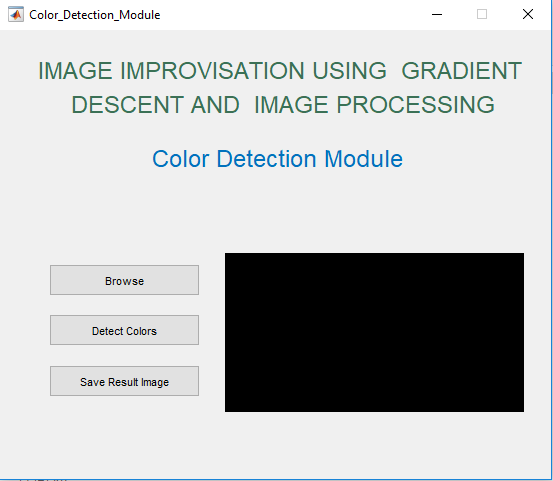 Color_Detection_Module
IMAGE IMPROVISATION USING  GRADIENT
DESCENT AND  IMAGE PROCESSING
Color Detection Module
Browse
Detect Colors
Save Result Image